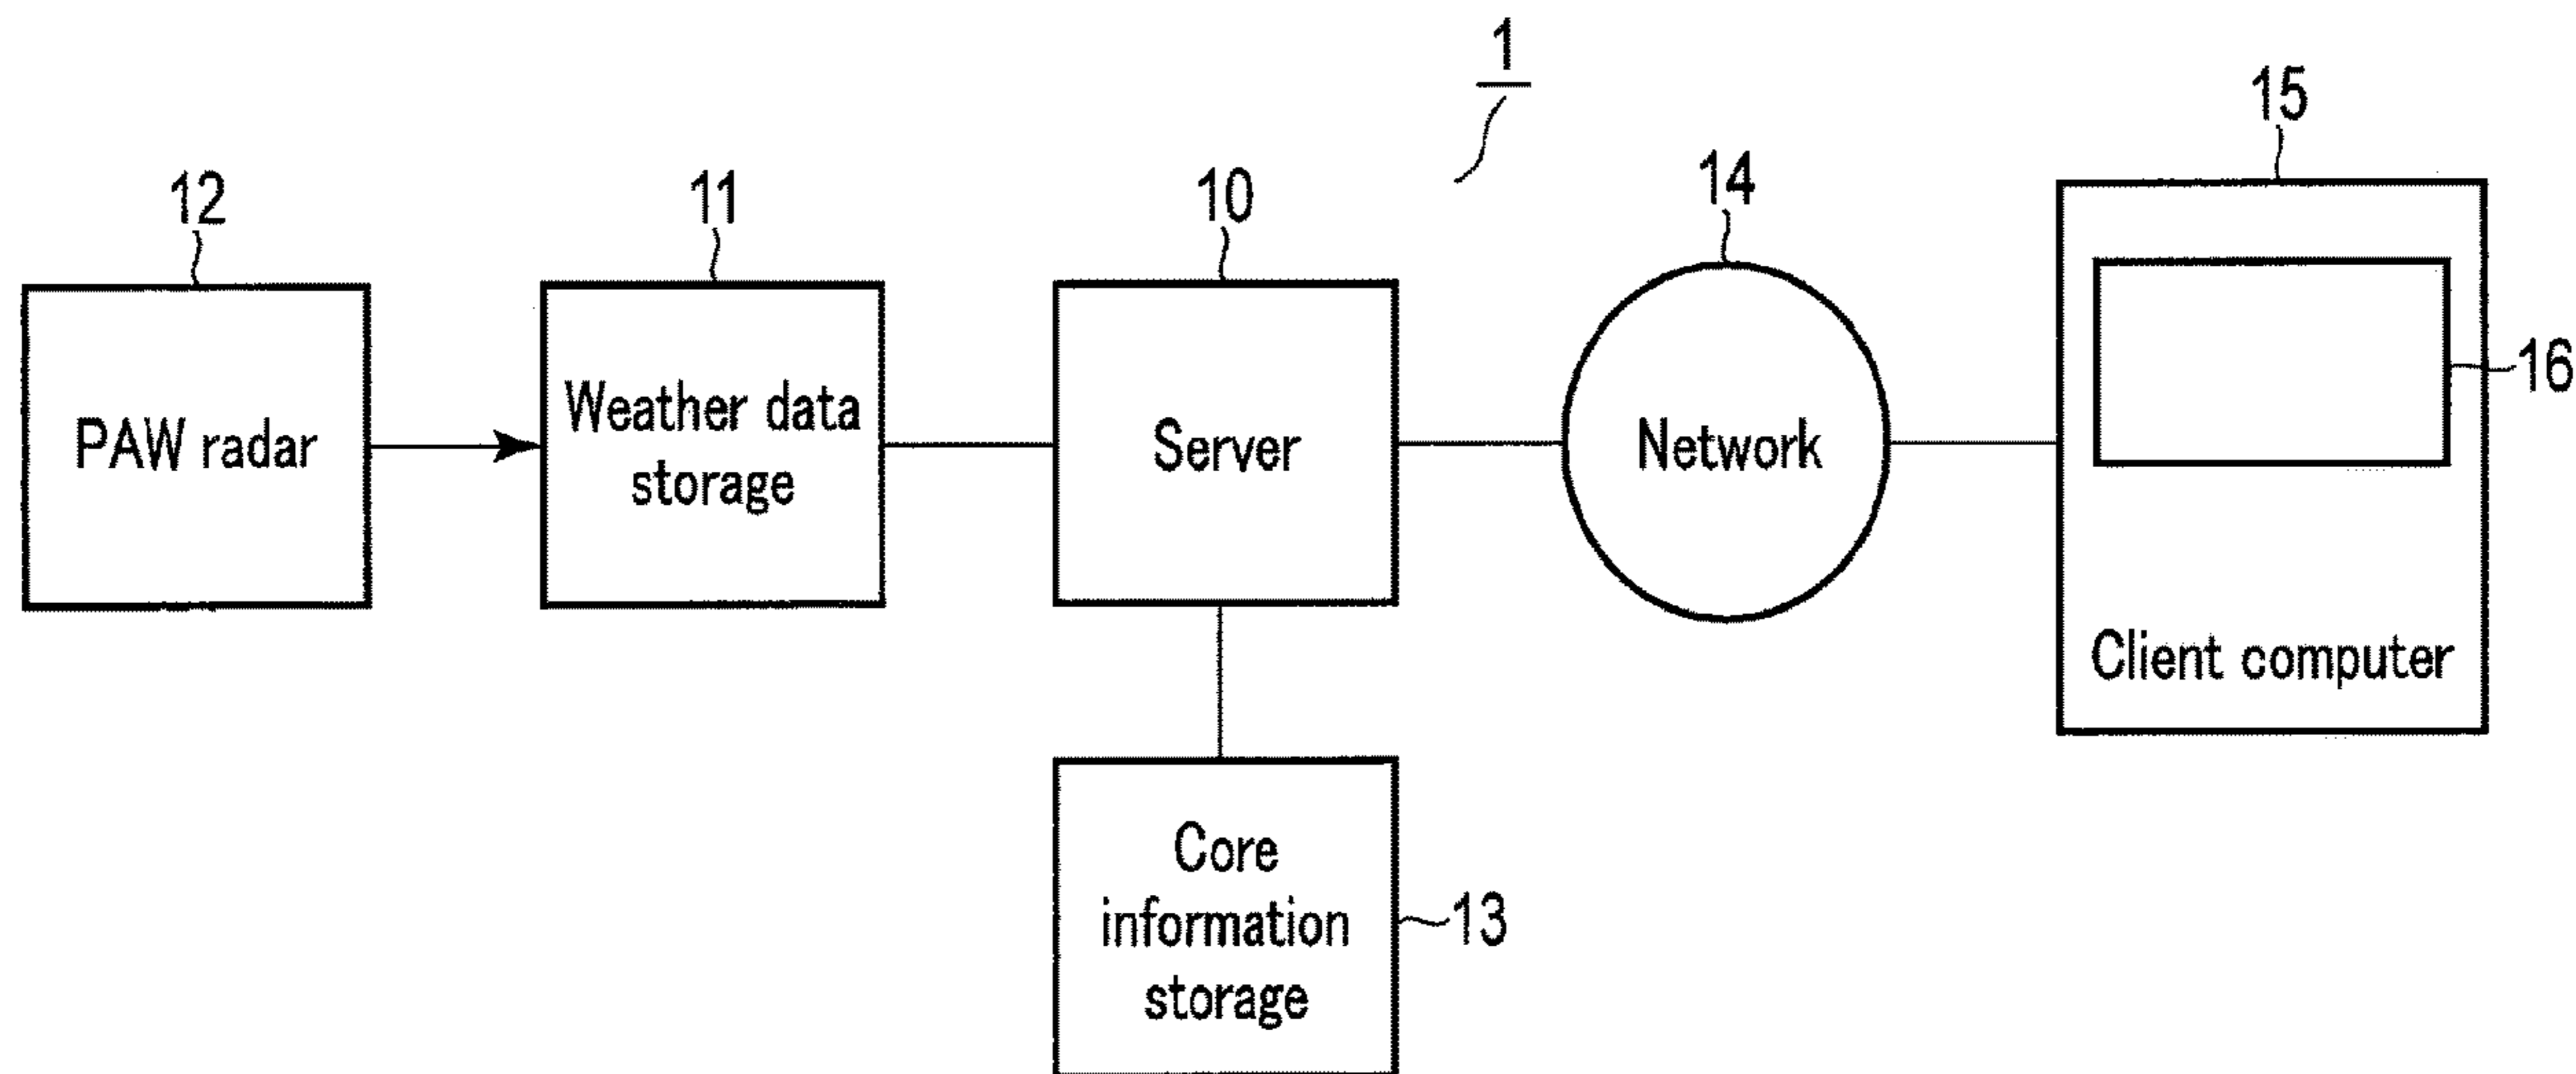 1
15
14
12
11
10
16
PAW radar
Weather data
storage
Server
Network
Client computer
Core
information
storage
13